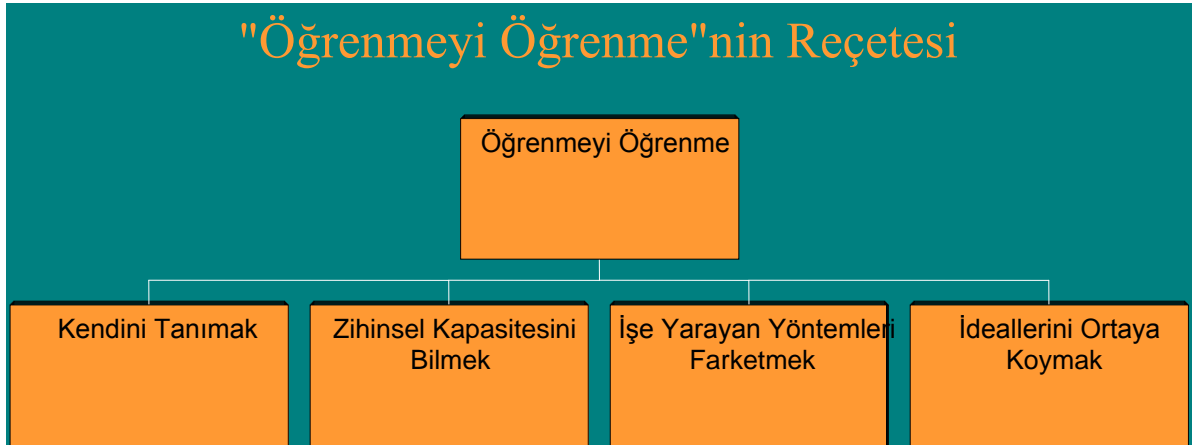 "Öğrenmeyi Öğrenme"nin Reçetesi
Öğrenmeyi Öğrenme
Kendini Tanımak
Zihinsel Kapasitesini
Bilmek
İşe Yarayan Yöntemleri
Farketmek
İdeallerini Ortaya
Koymak